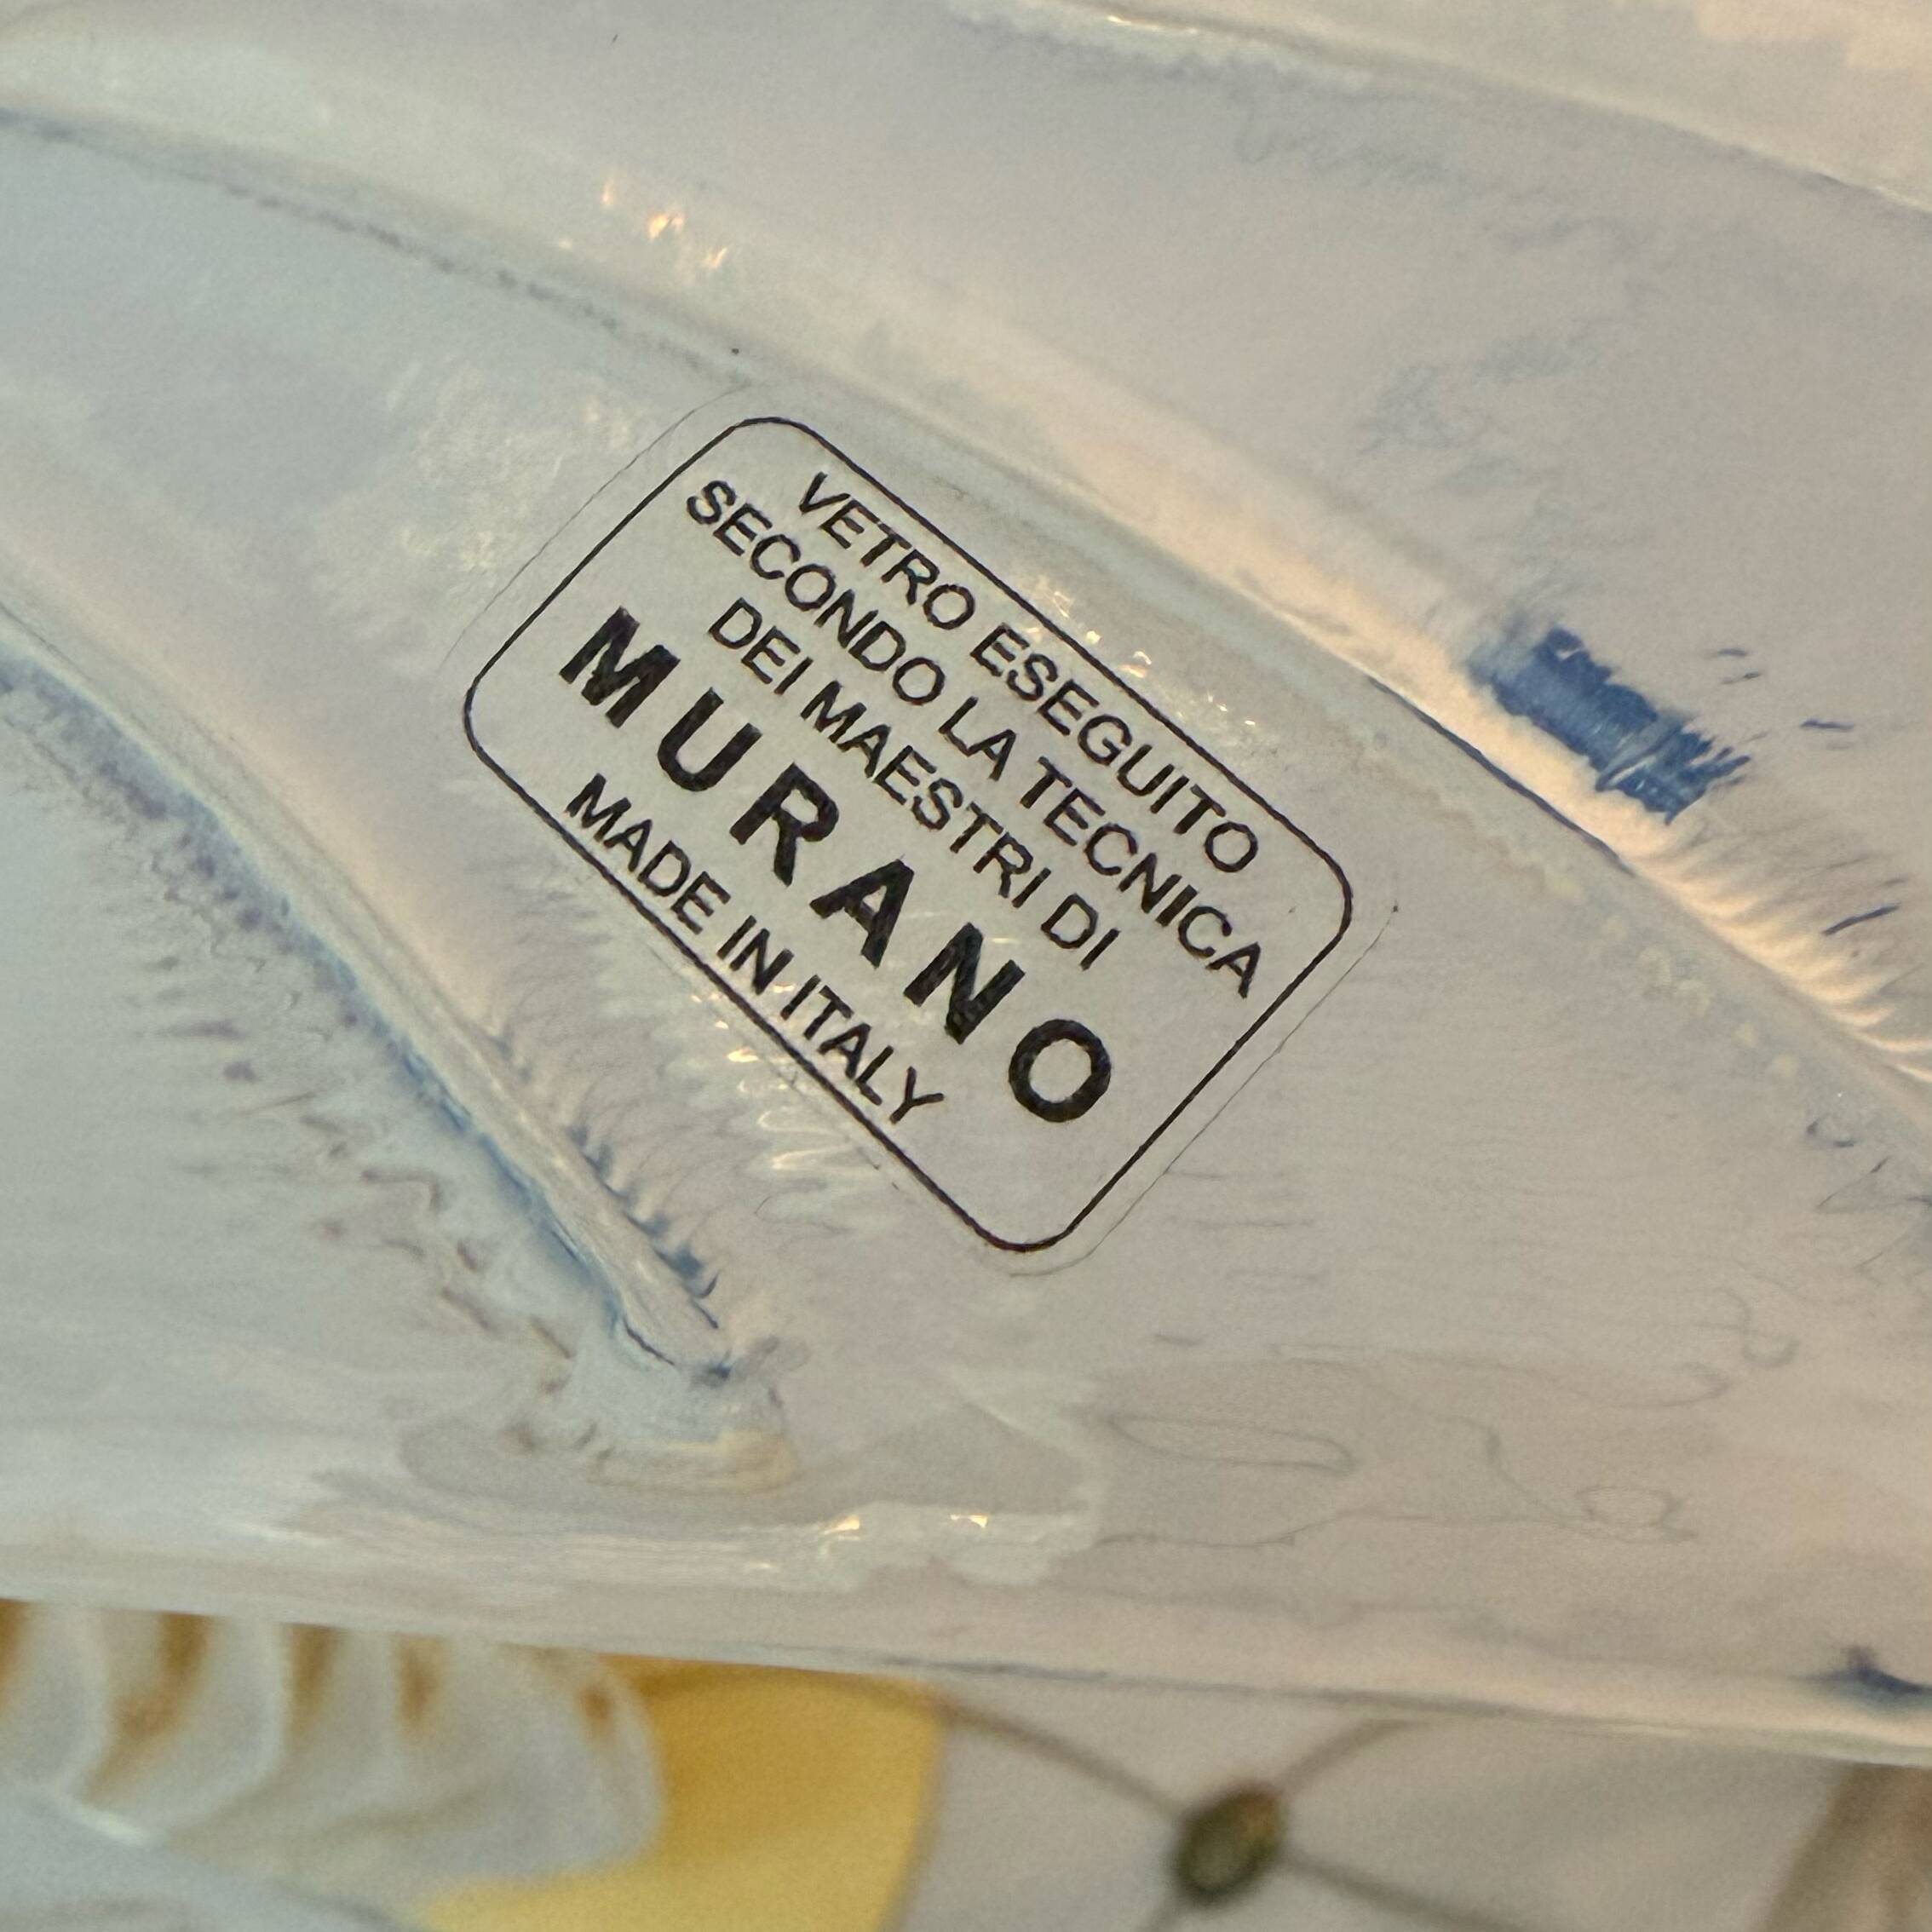 VETRO ESEGUITO
SECONDO LA TECNICA
DEI MAESTRI DI
MURANO
MADE IN ITALY